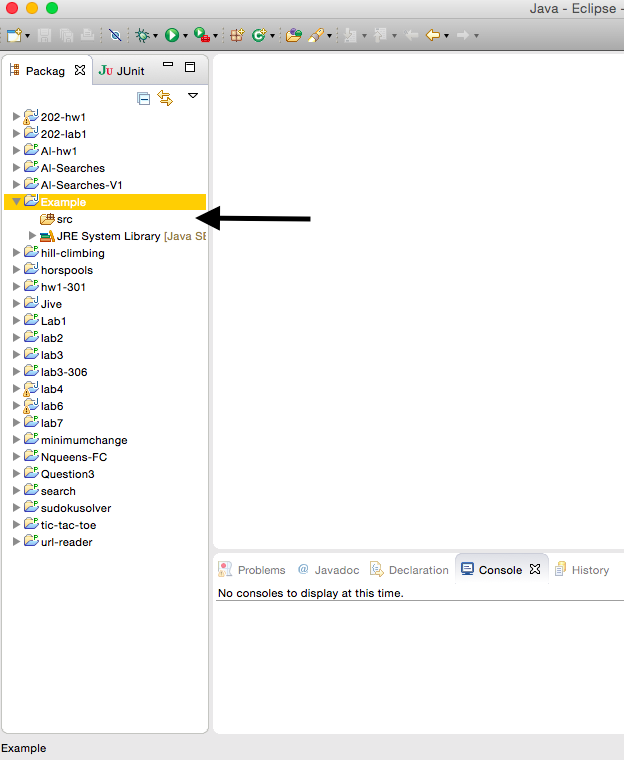 Java - Eclipse -
Packag
JUnit
202-hw1
202-lab1
AI-hw1
AI-Searches
AI-Searches-V1
Example
src
JRE System Library [Java SE
hill-climbing
horspools
hw1-301
Jive
Lab1
lab2
lab3
lab3-306
lab4
lab6
lab7
minimumchange
Nqueens-FC
Question3
search
sudokusolver
tic-tac-toe
url-reader
Problems @ Javadoc Declaration Console History
No consoles to display at this time.
Example